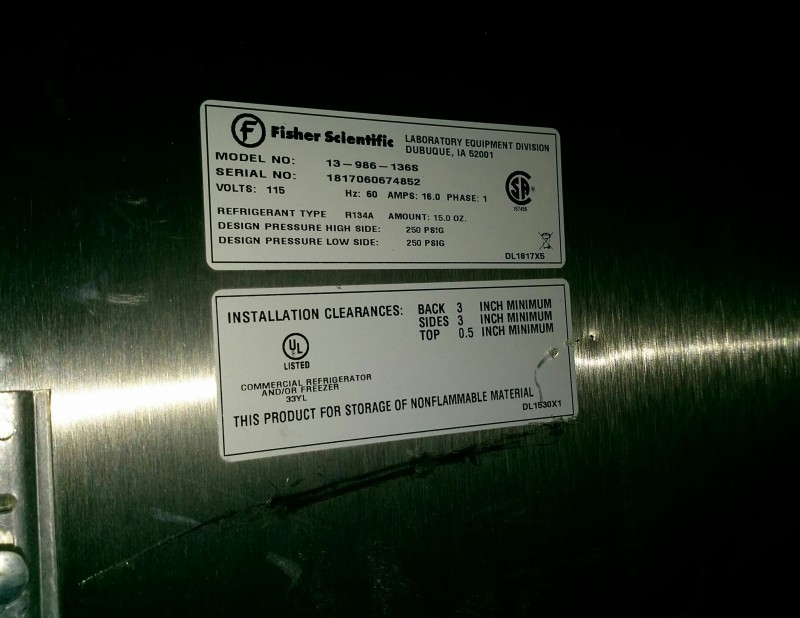 Fisher Scientific LABORATORY EQUIPMENT DIVISION
DUBUQUE, IA 52001
MODEL NO: 13-986-136S
SERIAL NO: 1817060674852
VOLTS: 115 Hz: 60 AMPS: 16.0 PHASE: 1
REFRIGERANT TYPE R134A AMOUNT: 15.0 OZ.
DESIGN PRESSURE HIGH SIDE: 250 PSIG
DESIGN PRESSURE LOW SIDE: 250 PSIG
DL1817X5
INSTALLATION CLEARANCES: BACK 3 INCH MINIMUM
SIDES 3 INCH MINIMUM
TOP 0.5 INCH MINIMUM
UL
LISTED
COMMERCIAL REFRIGERATOR
AND/OR FREEZER
33YL
THIS PRODUCT FOR STORAGE OF NONFLAMMABLE MATERIAL
DL1530X1